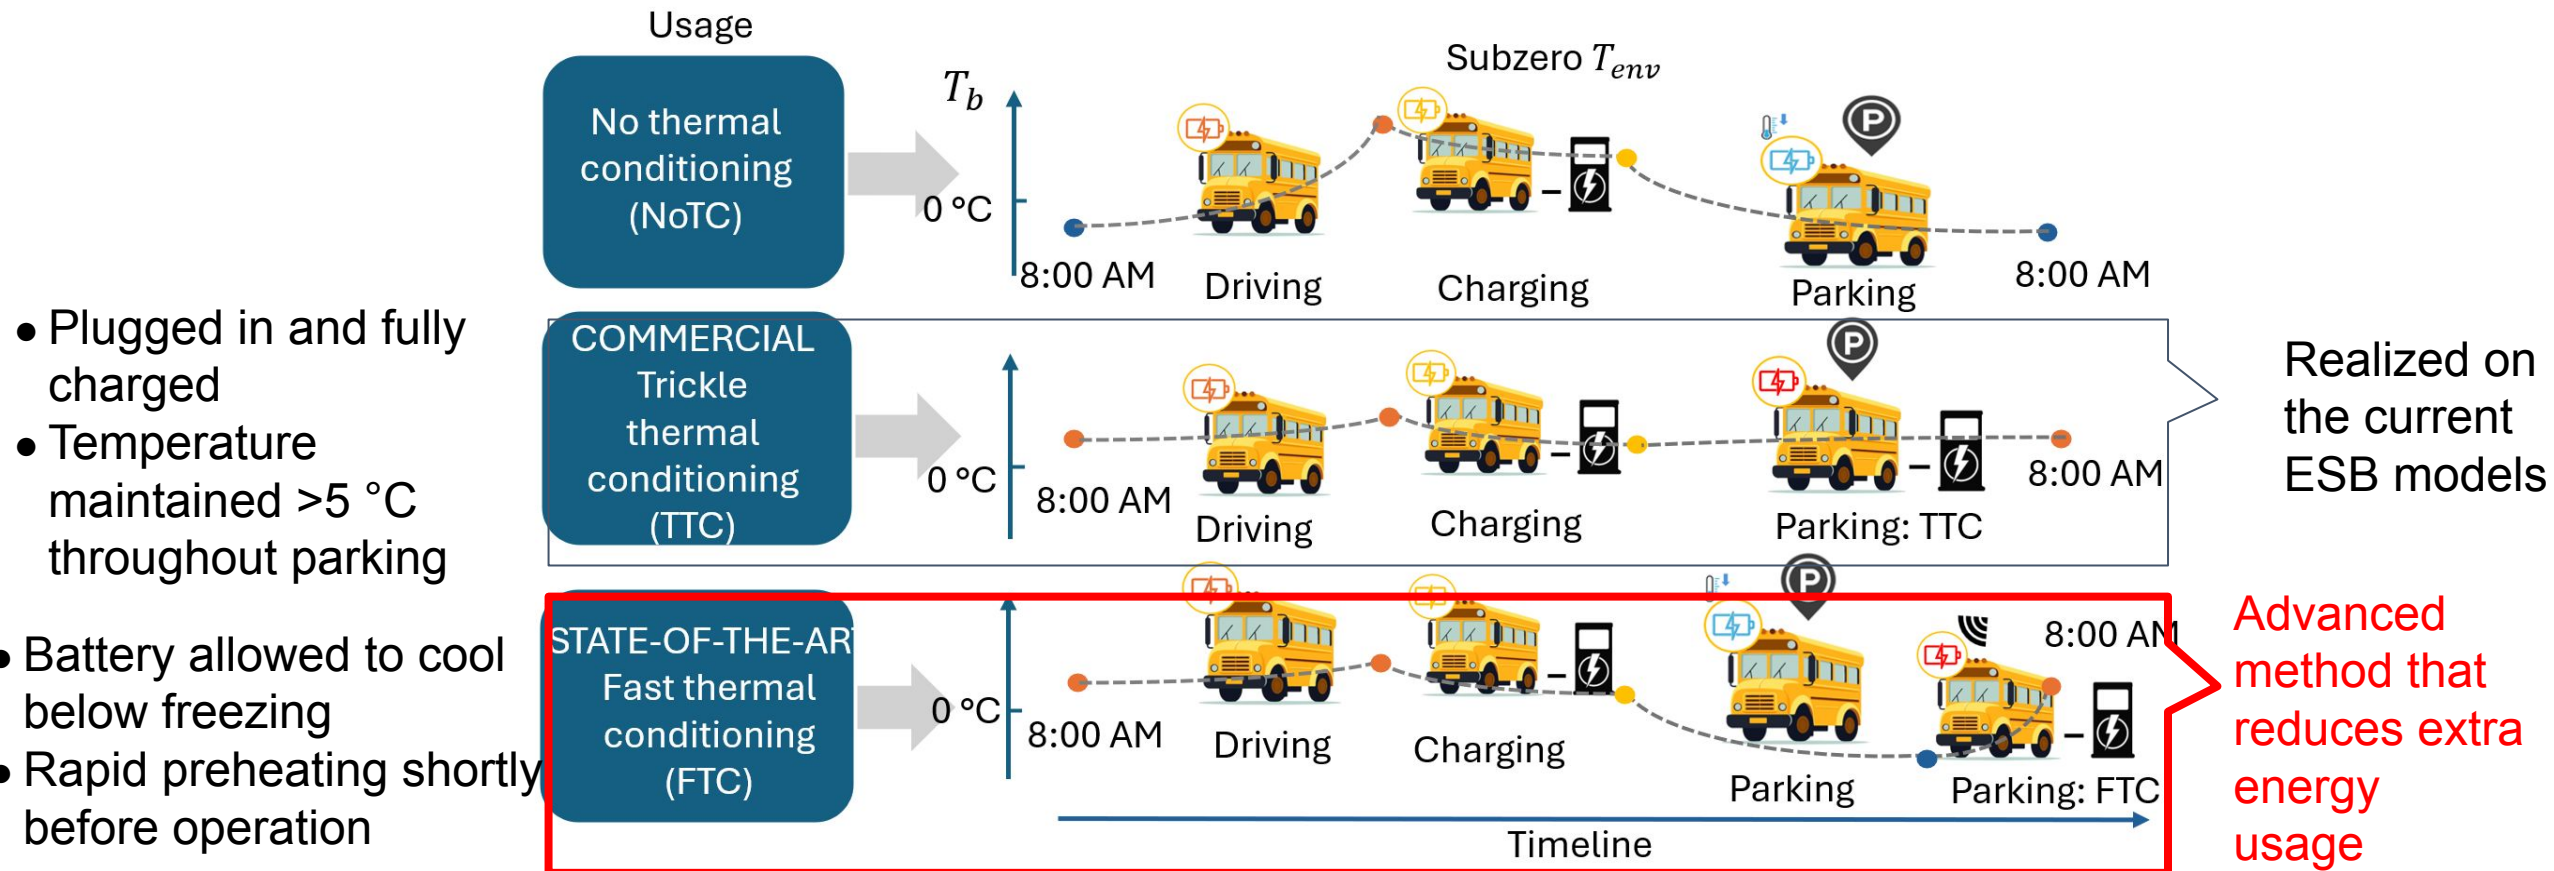 Usage
No thermal
conditioning
(NoTC)
T_b
Subzero T_env
0 °C
P
8:00 AM
Driving
Charging
Parking
8:00 AM
• Plugged in and fully
charged
• Temperature
maintained >5 °C
throughout parking
COMMERCIAL
Trickle
thermal
conditioning
(TTC)
0 °C
P
8:00 AM
Driving
Charging
Parking: TTC
8:00 AM
Realized on
the current
ESB models
• Battery allowed to cool
below freezing
• Rapid preheating shortly
before operation
STATE-OF-THE-AR
Fast thermal
conditioning
(FTC)
0 °C
P
8:00 AM
Driving
Charging
Parking
Parking: FTC
8:00 AM
Timeline
Advanced
method that
reduces extra
energy
usage